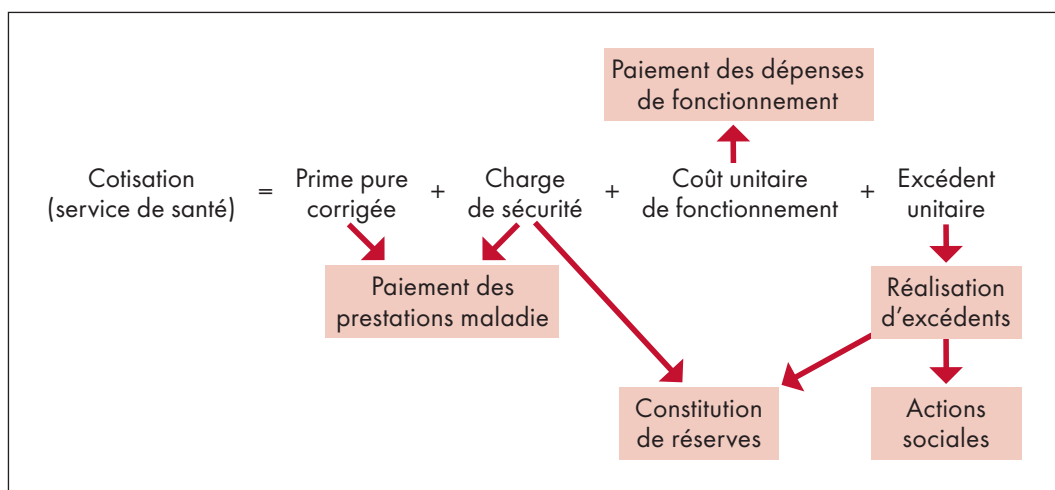 Paiement des dépenses
de fonctionnement
Cotisation
(service de santé)
=
Prime pure
corrigée
+
Charge
de sécurité
+
Coût unitaire
de fonctionnement
+
Excédent
unitaire
Paiement des
prestations maladie
Réalisation
d'excédents
Constitution
de réserves
Actions
sociales